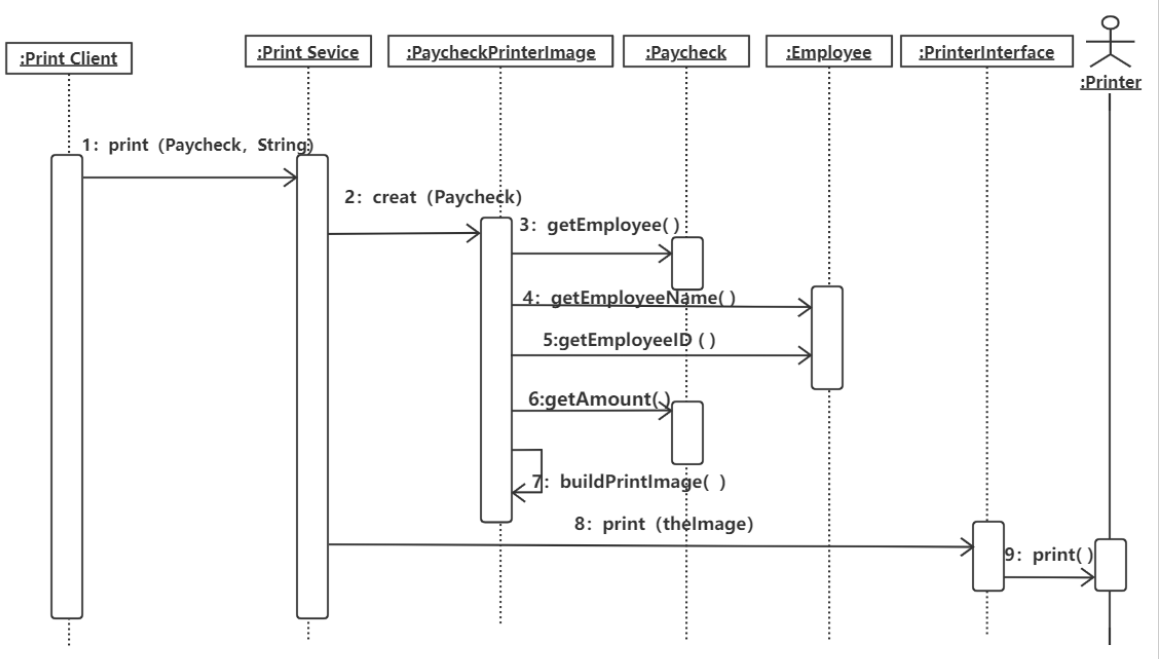 :Print Client
:Print Sevice
:PaycheckPrinterImage
:Paycheck
:Employee
:PrinterInterface
:Printer
1：print（Paycheck，String）
2：creat（Paycheck）
3：getEmployee( )
4：getEmployeeName( )
5:getEmployeeID ( )
6:getAmount( )
7：buildPrintImage( )
8：print（theImage）
9：print( )